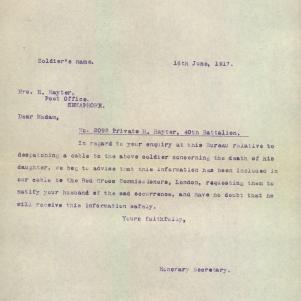 Soldier's name.
16th June, 1917.
Mrs. H. Hayter,
Post Office.
ZEEHAPHONE.
Dear Madam,
No. 2098 Private H. Hayter, 40th Battalion.
In regard to your enquiry at this Bureau relative to
despatching a cable to the above soldier concerning the death of his
daughter, we beg to advise that this information has been included in
our cable to the Red Cross Commissioners, London, requesting them to
notify your husband of the sad occurrence, and have no doubt that he
will receive this information safely.
Yours faithfully,
Honorary Secretary.